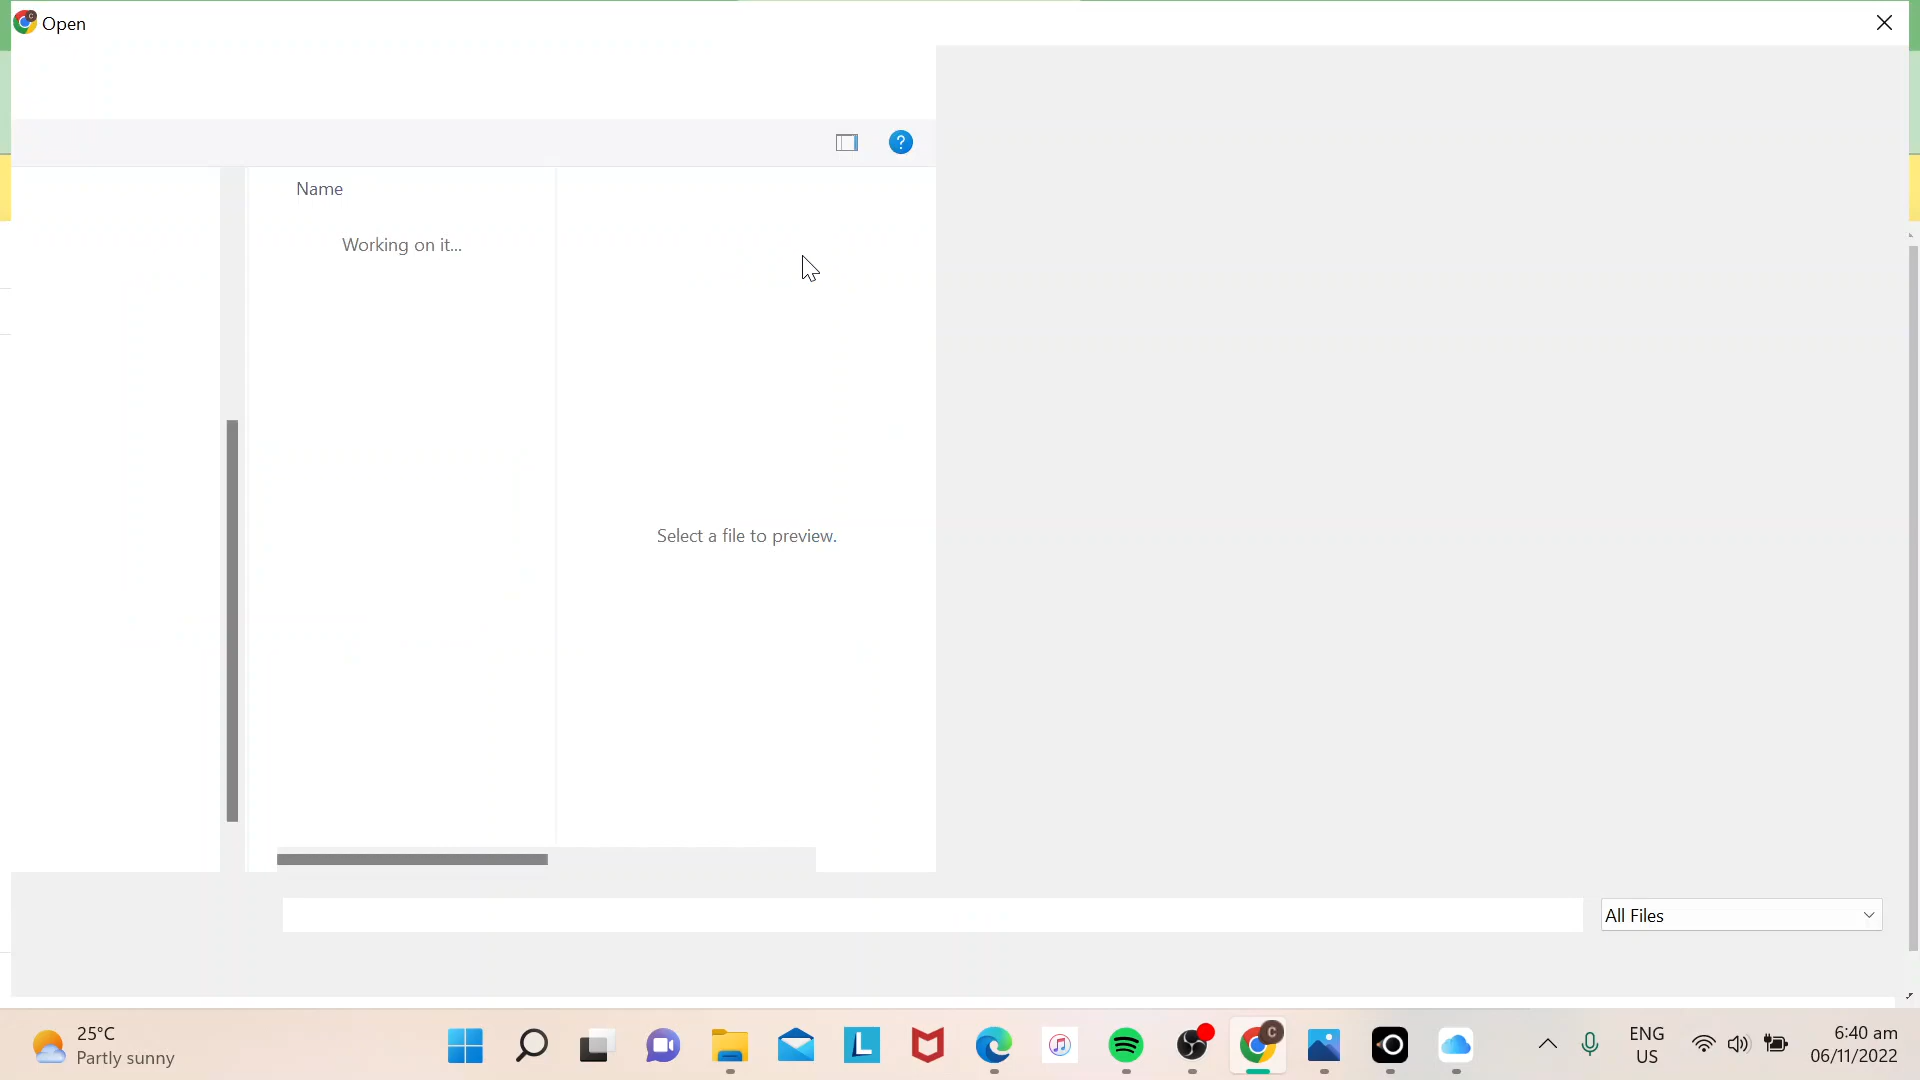 Open
?
Name
Working on it...
Select a file to preview.
All Files
25°C
Partly sunny
L
C
ENG
US
6:40 am
06/11/2022